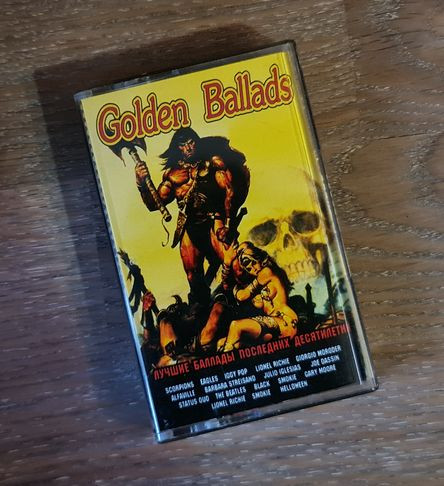 Golden Ballads
ЛУЧШИЕ БАЛЛАДЫ ПОСЛЕДНИХ ДЕСЯТИЛЕТИ
SCORPIONS EAGLES IGGY POP LIONEL RICHIE GIORGIO MORODER
ALFAVILLE BARBARA STREISAND JULIO IGLESIAS JOE DASSIN
STATUS QUO THE BEATLES BLACK SMOKIE GARY MOORE
LIONEL RICHIE SMOKIE HELLOWEEN